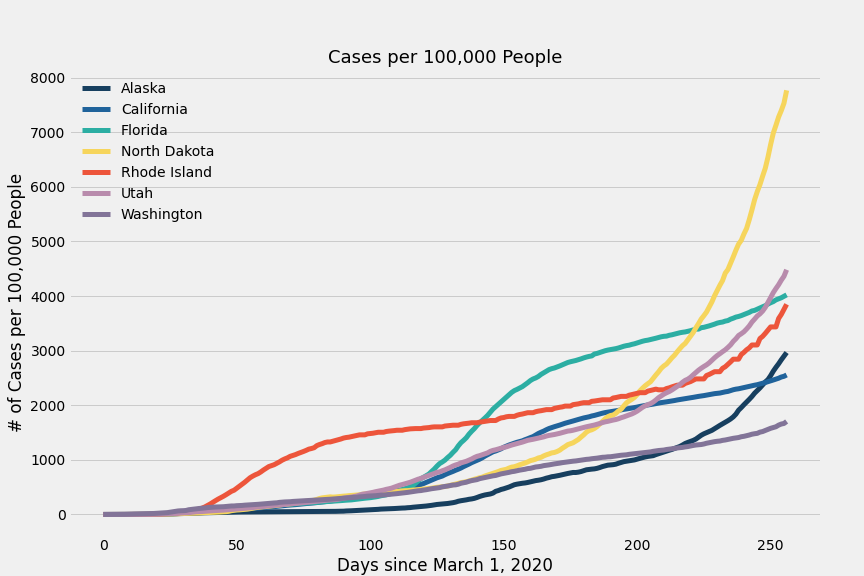 Cases per 100,000 People
# of Cases per 100,000 People
8000
7000
6000
5000
4000
3000
2000
1000
0
Alaska
California
Florida
North Dakota
Rhode Island
Utah
Washington
0 50 100 150 200 250
Days since March 1, 2020